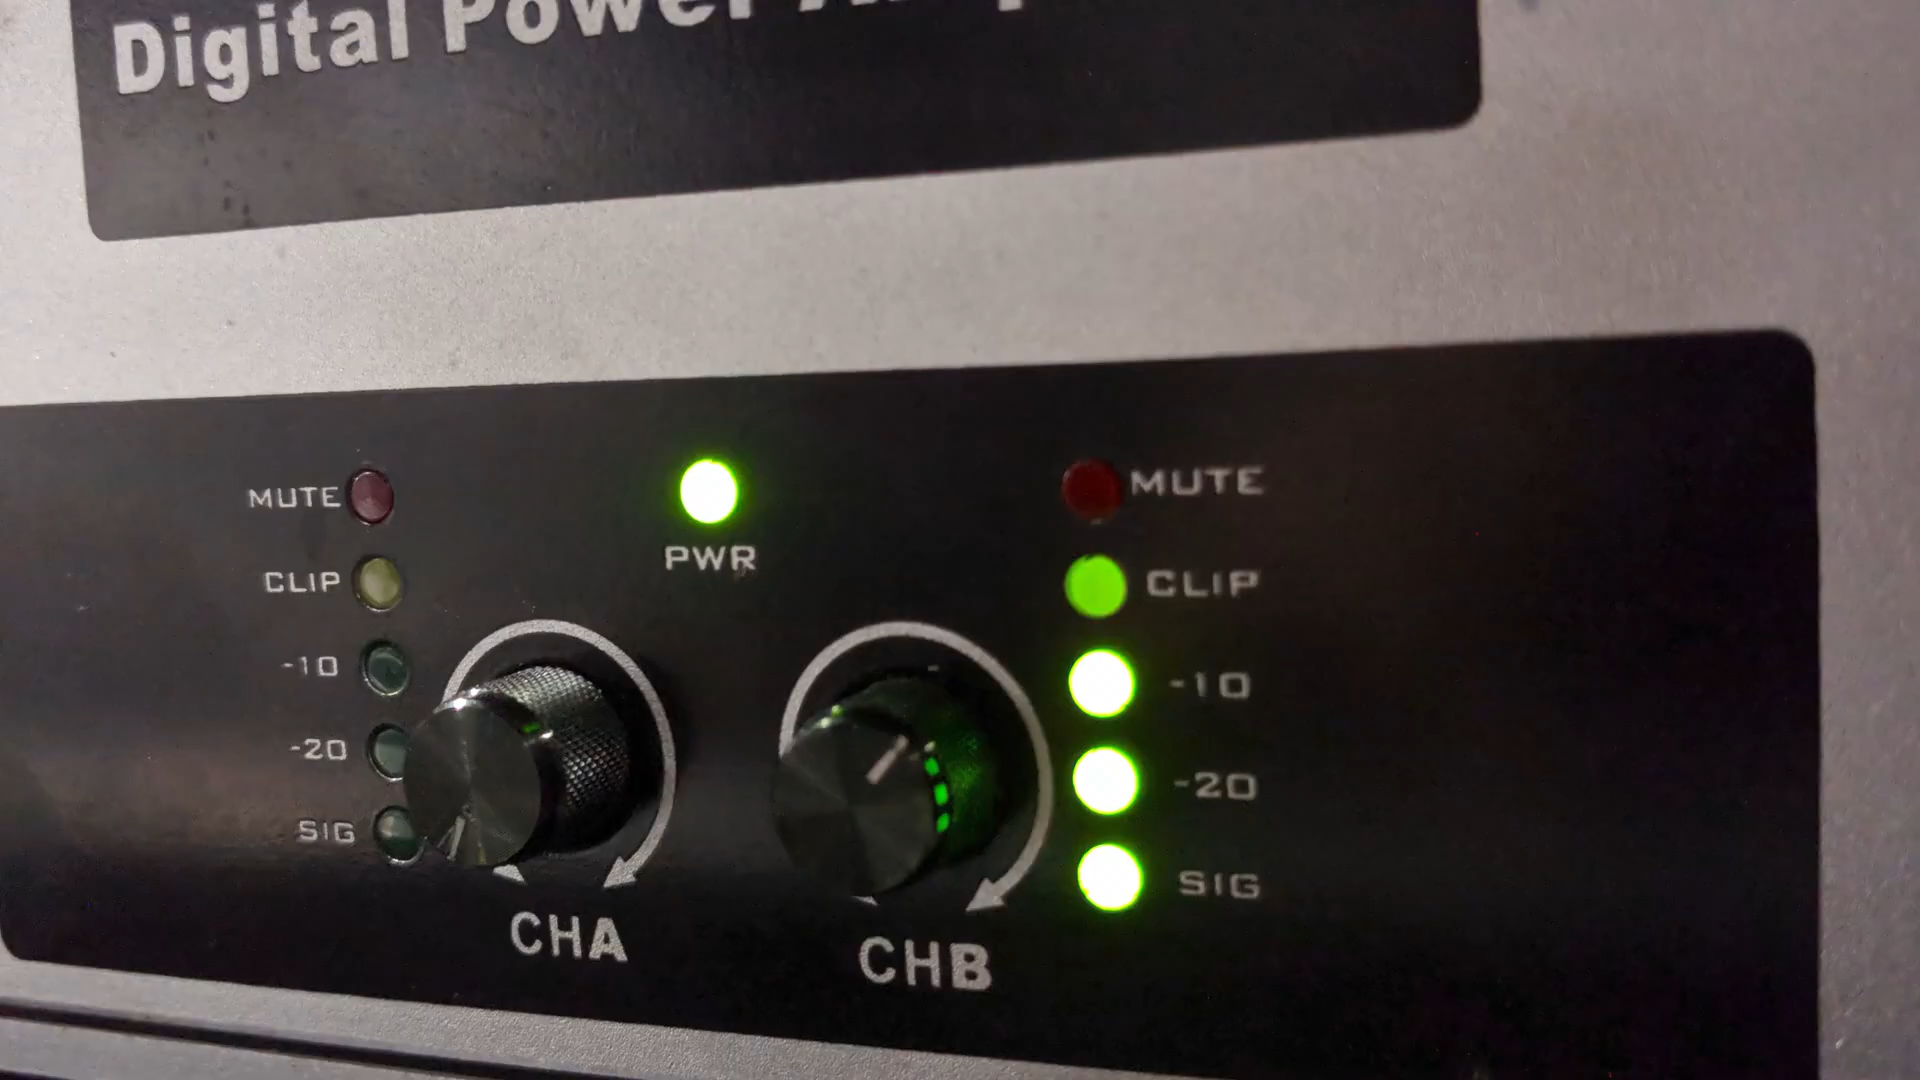 Digital Power
MUTE
CLIP
-10
-20
SIG
PWR
MUTE
CLIP
-10
-20
SIG
CHA
CHB